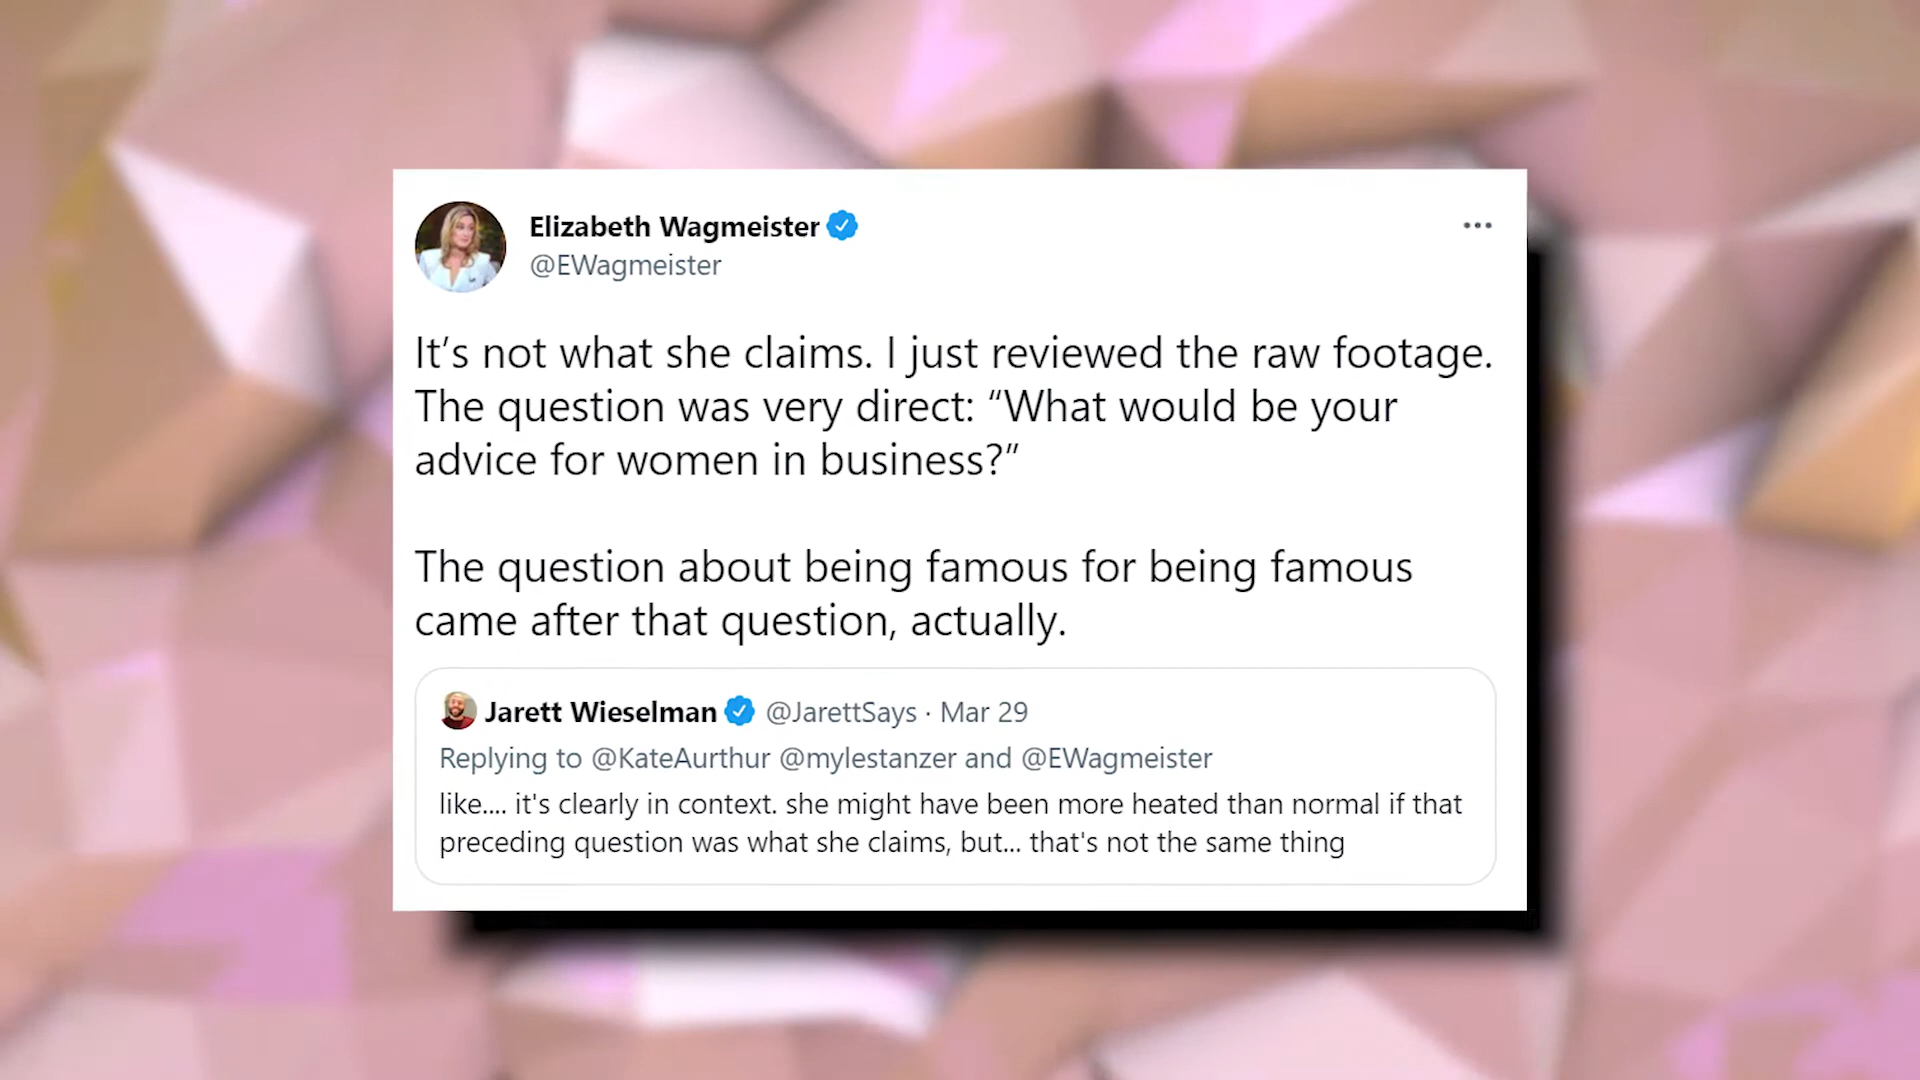 Elizabeth Wagmeister
@EWagmeister
It’s not what she claims. I just reviewed the raw footage.
The question was very direct: “What would be your
advice for women in business?”
The question about being famous for being famous
came after that question, actually.
Jarett Wieselman @JarettSays · Mar 29
Replying to @KateAurthur @mylestanzer and @EWagmeister
like.... it's clearly in context. she might have been more heated than normal if that
preceding question was what she claims, but... that's not the same thing